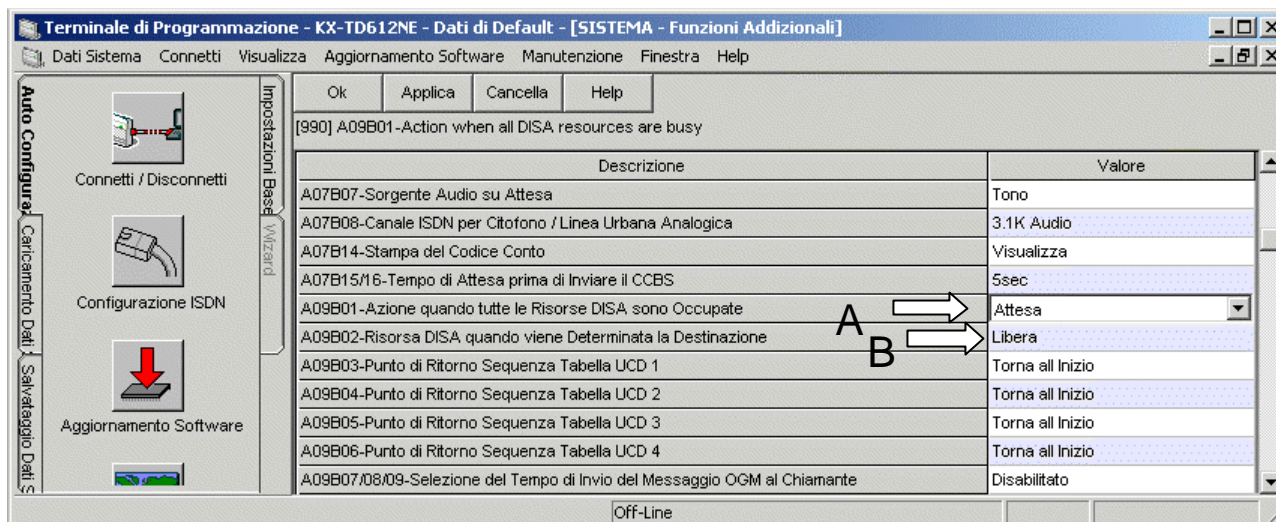 Terminale di Programmazione - KX-TD612NE - Dati di Default - [SISTEMA - Funzioni Addizionali]
Dati Sistema Connetti Visualizza Aggiornamento Software Manutenzione Finestra Help
Auto Configura
Caricamento Dati
Salvataggio Dati S
Connetti / Disconnetti
Configurazione ISDN
Aggiornamento Software
Impostazioni Base
Wizard
Ok Applica Cancella Help
[990] A09B01-Action when all DISA resources are busy
Descrizione Valore
A07B07-Sorgente Audio su Attesa Tono
A07B08-Canale ISDN per Citofono / Linea Urbana Analogica 3.1K Audio
A07B14-Stampa del Codice Conto Visualizza
A07B15/16-Tempo di Attesa prima di Inviare il CCBS 5sec
A09B01-Azione quando tutte le Risorse DISA sono Occupate A Attesa
A09B02-Risorsa DISA quando viene Determinata la Destinazione B Libera
A09B03-Punto di Ritorno Sequenza Tabella UCD 1 Torna all Inizio
A09B04-Punto di Ritorno Sequenza Tabella UCD 2 Torna all Inizio
A09B05-Punto di Ritorno Sequenza Tabella UCD 3 Torna all Inizio
A09B06-Punto di Ritorno Sequenza Tabella UCD 4 Torna all Inizio
A09B07/08/09-Selezione del Tempo di Invio del Messaggio OGM al Chiamante Disabilitato
Off-Line